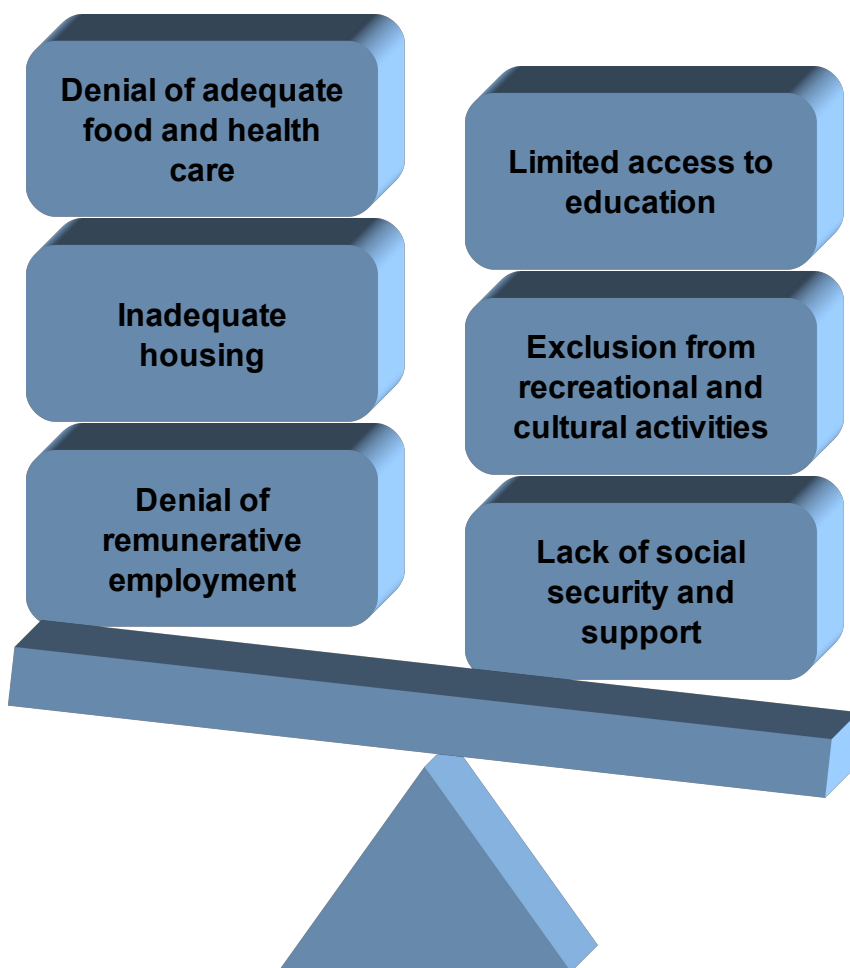 Denial of adequate
food and health
care
Inadequate
housing
Denial of
remunerative
employment
Limited access to
education
Exclusion from
recreational and
cultural activities
Lack of social
security and
support